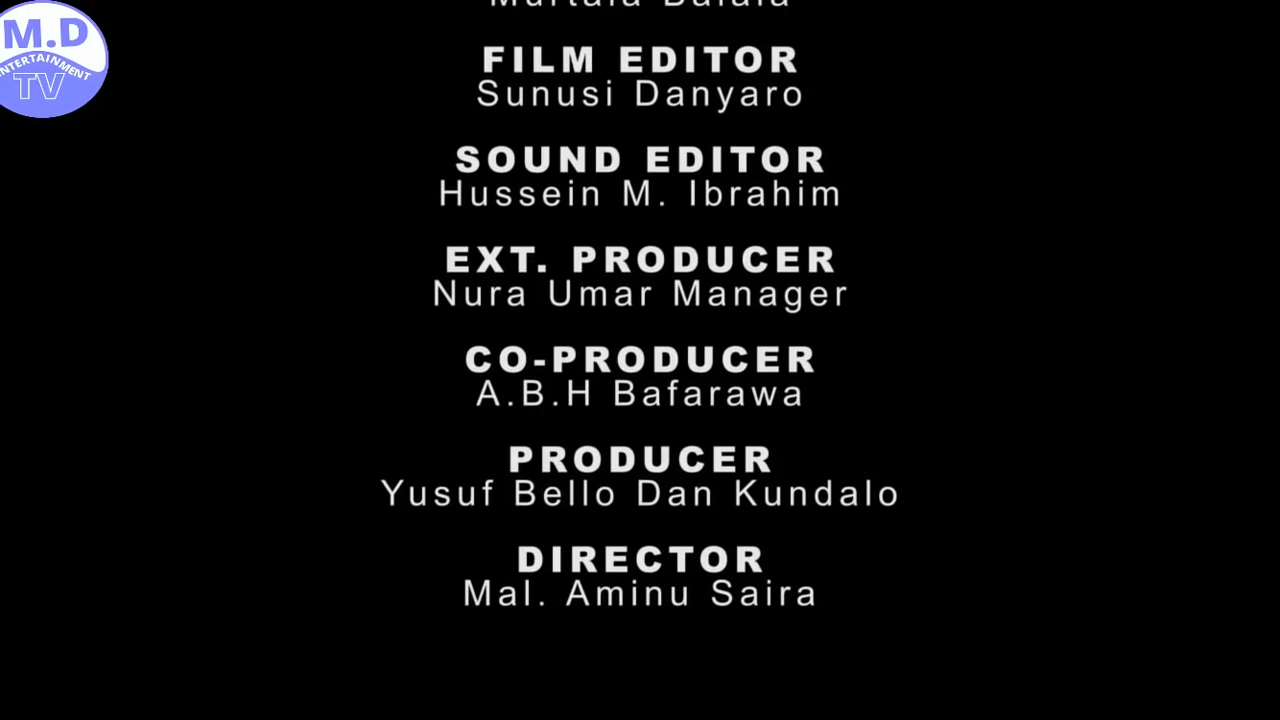 M.D
ENTERTAINMENT
TV
FILM EDITOR
Sunusi Danyaro
SOUND EDITOR
Hussein M. Ibrahim
EXT. PRODUCER
Nura Umar Manager
CO-PRODUCER
A.B.H Bafarawa
PRODUCER
Yusuf Bello Dan Kundalo
DIRECTOR
Mal. Aminu Saira